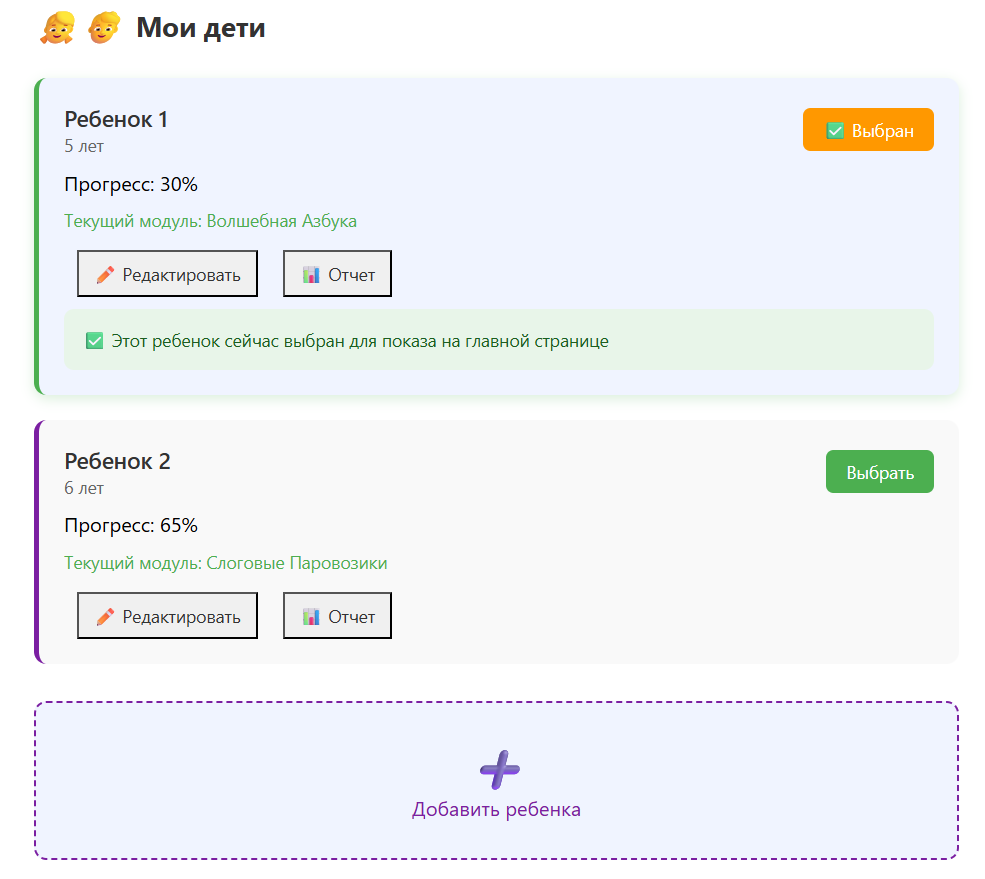 Мои дети
Ребенок 1
✅ Выбран
5 лет
Прогресс: 30%
Текущий модуль: Волшебная Азбука
✏️ Редактировать
📊 Отчет
✅ Этот ребенок сейчас выбран для показа на главной странице
Ребенок 2
Выбрать
6 лет
Прогресс: 65%
Текущий модуль: Слоговые Паровозики
✏️ Редактировать
📊 Отчет
Добавить ребенка